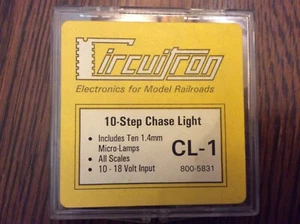 Circuitron
Electronics for Model Railroads
10-Step Chase Light
• Includes Ten 1.4mm
Micro-Lamps
• All Scales
• 10 - 18 Volt Input
CL-1
800-5831